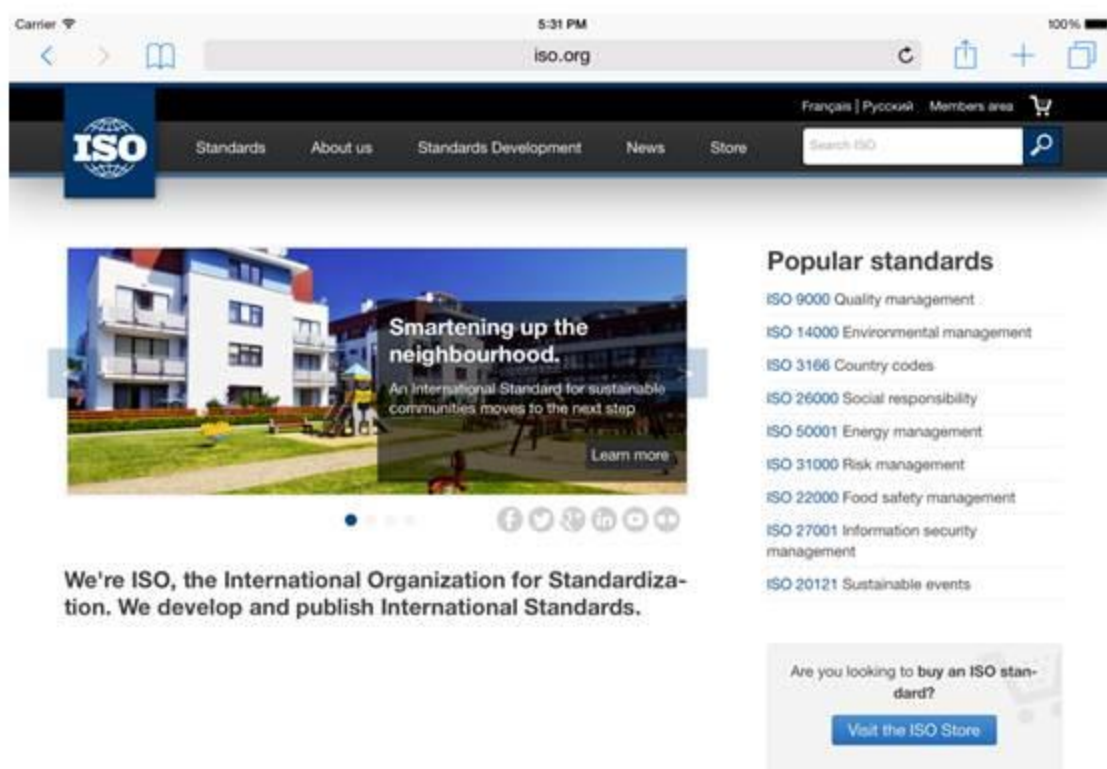 Carrier 5:31 PM 100%
iso.org
Français | Русский Members area
ISO Standards About us Standards Development News Store Search ISO
Smartening up the
neighbourhood.
An International Standard for sustainable
communities moves to the next step
Learn more
We're ISO, the International Organization for Standardiza-
tion. We develop and publish International Standards.
Popular standards
ISO 9000 Quality management
ISO 14000 Environmental management
ISO 3166 Country codes
ISO 26000 Social responsibility
ISO 50001 Energy management
ISO 31000 Risk management
ISO 22000 Food safety management
ISO 27001 Information security
management
ISO 20121 Sustainable events
Are you looking to buy an ISO stan-
dard?
Visit the ISO Store